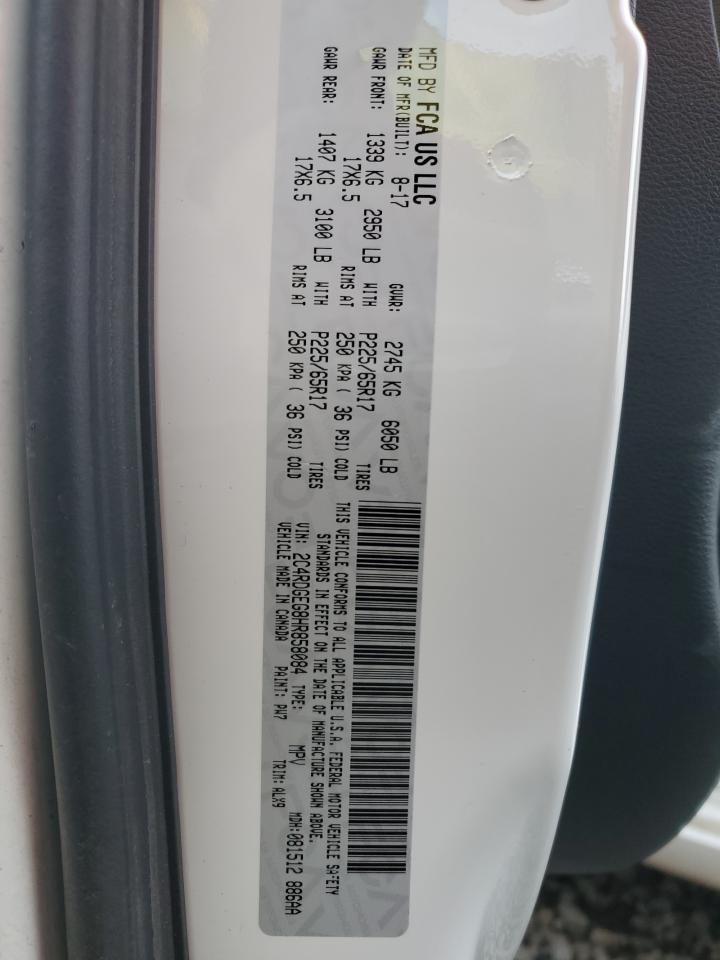 MFD BY FCA US LLC
DATE OF MFR(BUILT): 8-17 GVWR: 2745 KG 6050 LB
GAWR FRONT: 1339 KG 2950 LB WITH P225/65R17 TIRES
17X6.5 RIMS AT 250 KPA ( 36 PSI) COLD
GAWR REAR: 1407 KG 3100 LB WITH P225/65R17 TIRES
17X6.5 RIMS AT 250 KPA ( 36 PSI) COLD
THIS VEHICLE CONFORMS TO ALL APPLICABLE U.S.A. FEDERAL MOTOR VEHICLE SAFETY
STANDARDS IN EFFECT ON THE DATE OF MANUFACTURE SHOWN ABOVE.
VIN: 2C4RDGEG8HR858084 TYPE: MPV MDH:081512 886AA
VEHICLE MADE IN CANADA PAINT: PW7 TRIM: ALX9